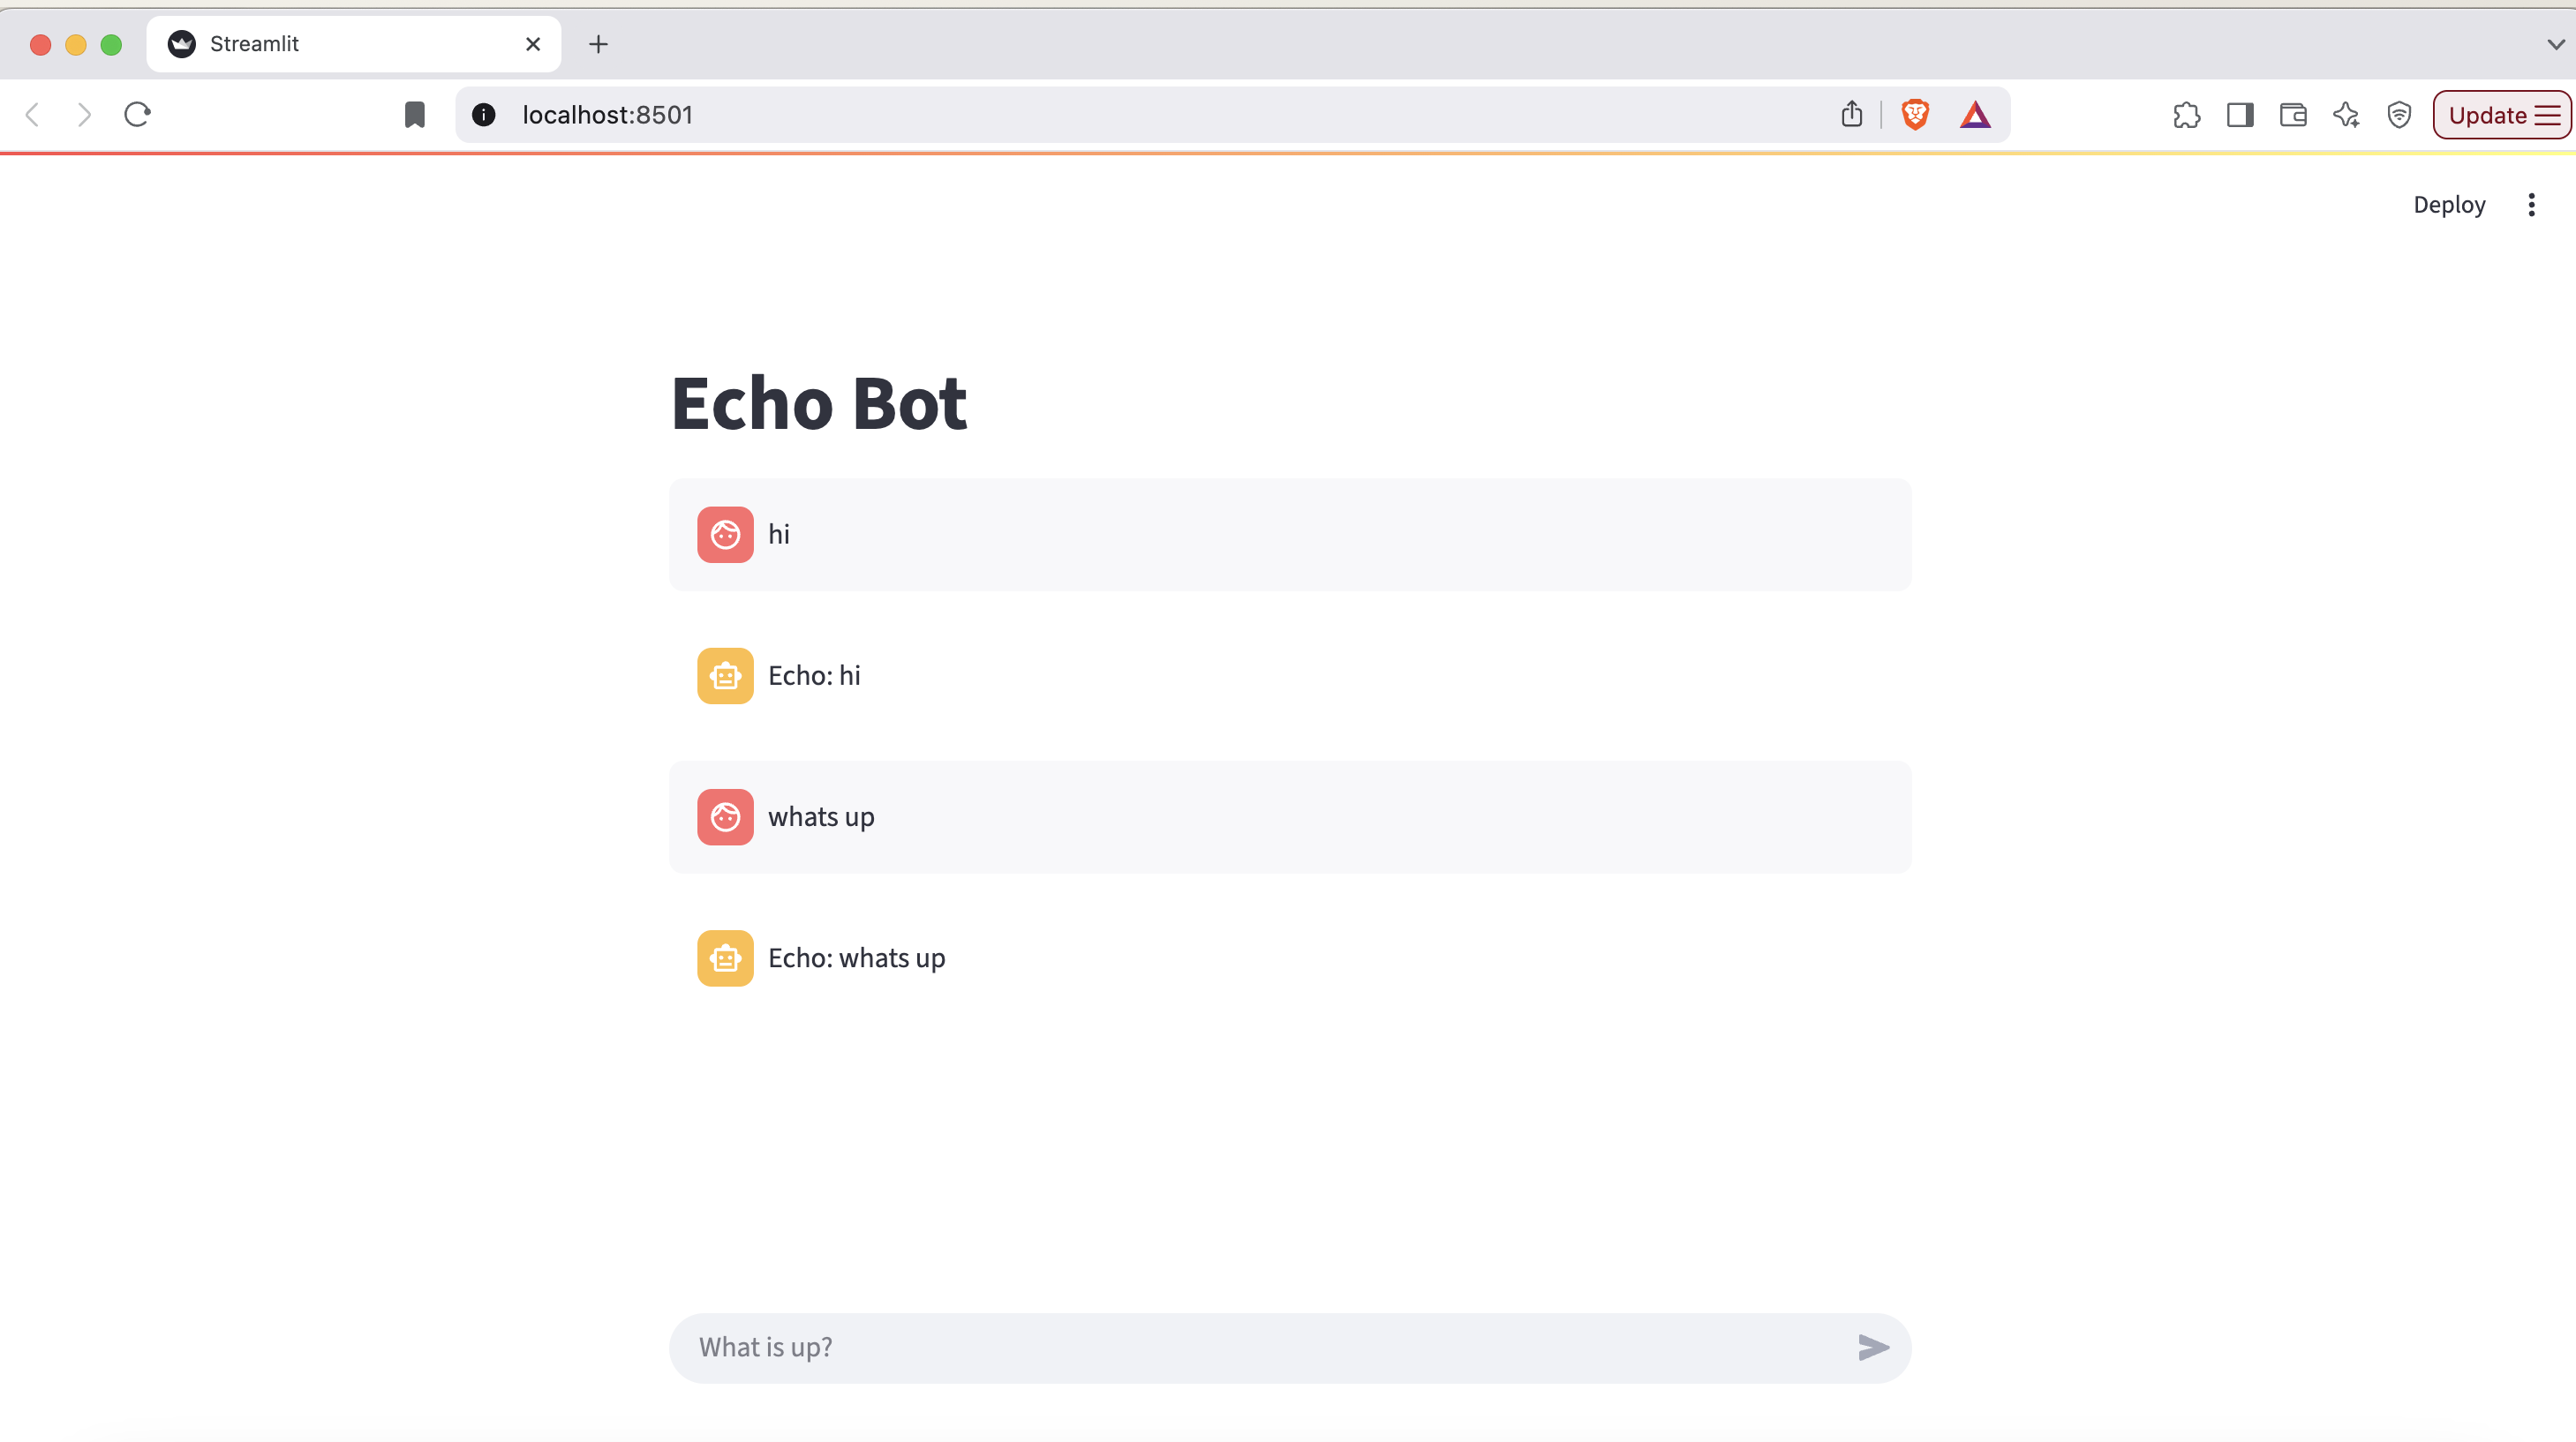 Streamlit
localhost:8501
Update
Deploy
Echo Bot
hi
Echo: hi
whats up
Echo: whats up
What is up?